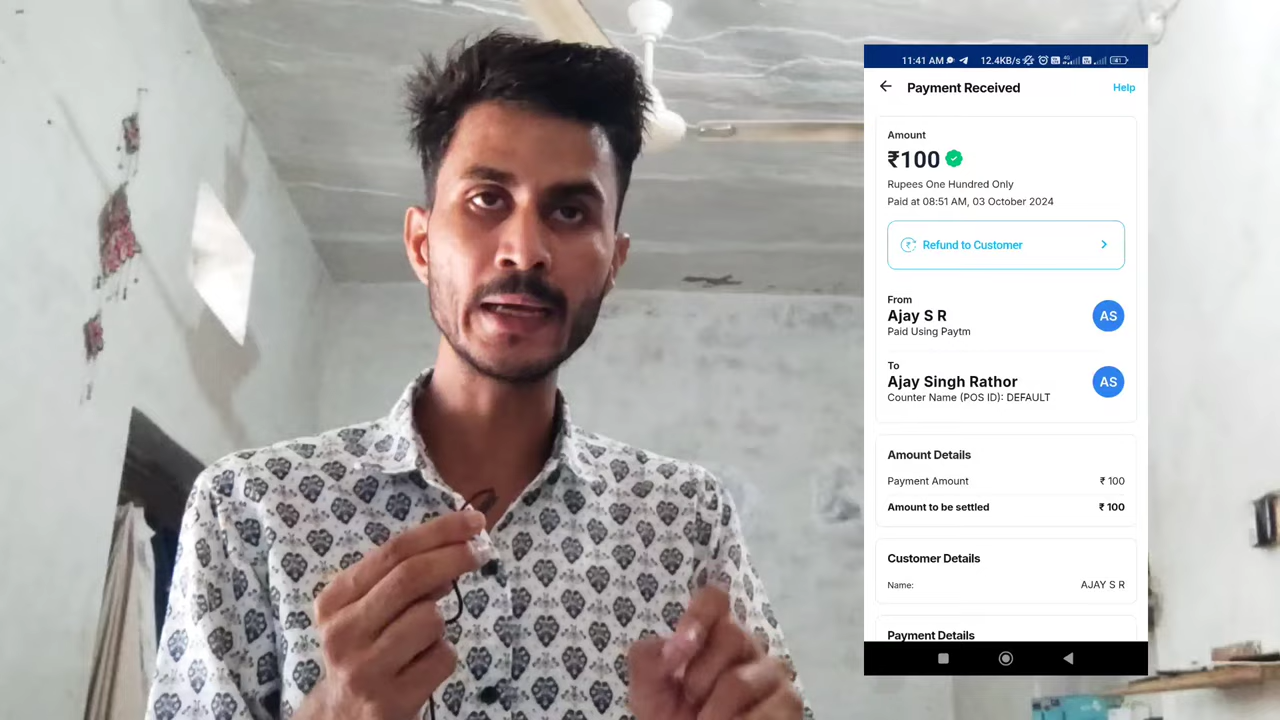 11:41 AM 12.4KB/s
Payment Received Help
Amount
₹100
Rupees One Hundred Only
Paid at 08:51 AM, 03 October 2024
Refund to Customer
From
Ajay S R AS
Paid Using Paytm
To
Ajay Singh Rathor AS
Counter Name (POS ID): DEFAULT
Amount Details
Payment Amount ₹ 100
Amount to be settled ₹ 100
Customer Details
Name: AJAY S R
Payment Details